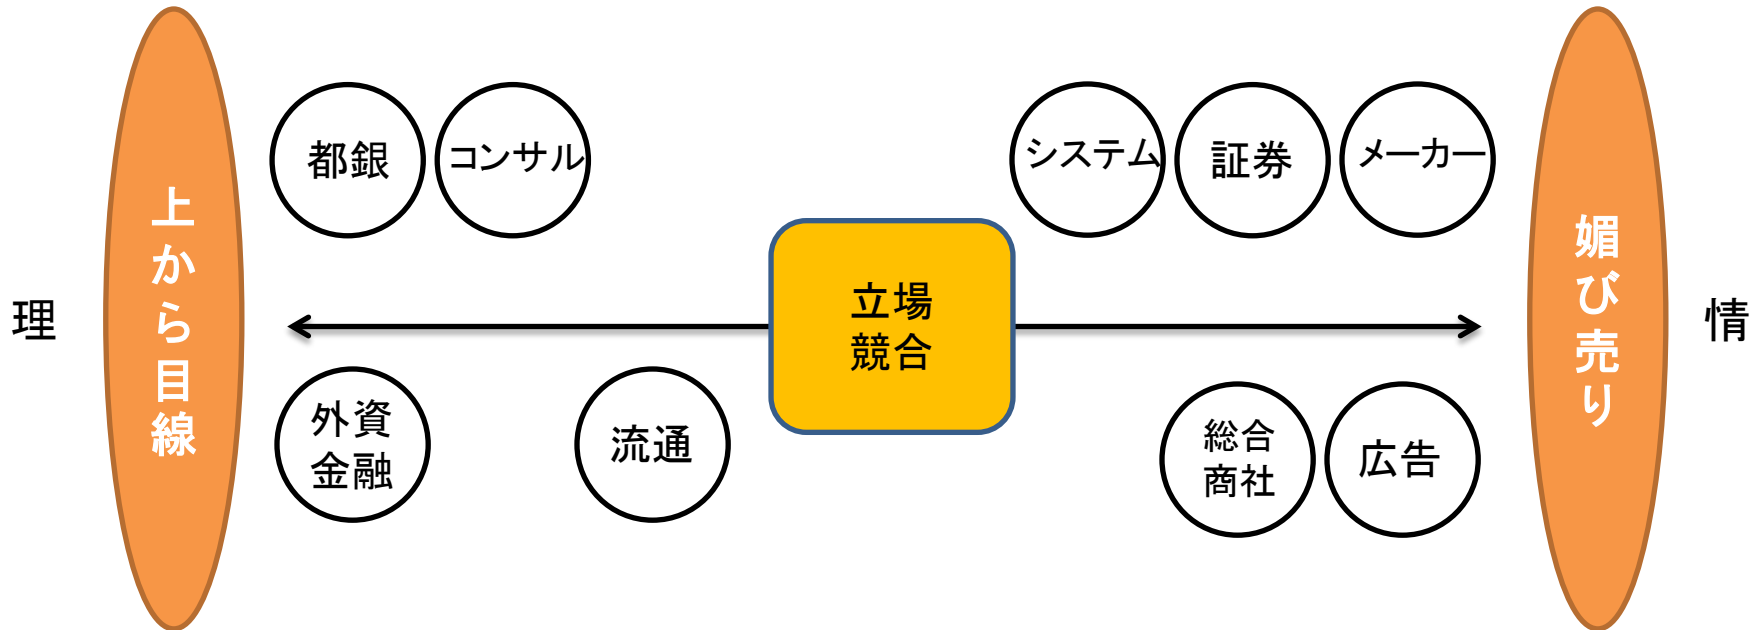 理
上から目線
都銀
コンサル
外資
金融
流通
立場
競合
システム
証券
メーカー
総合
商社
広告
媚び売り
情